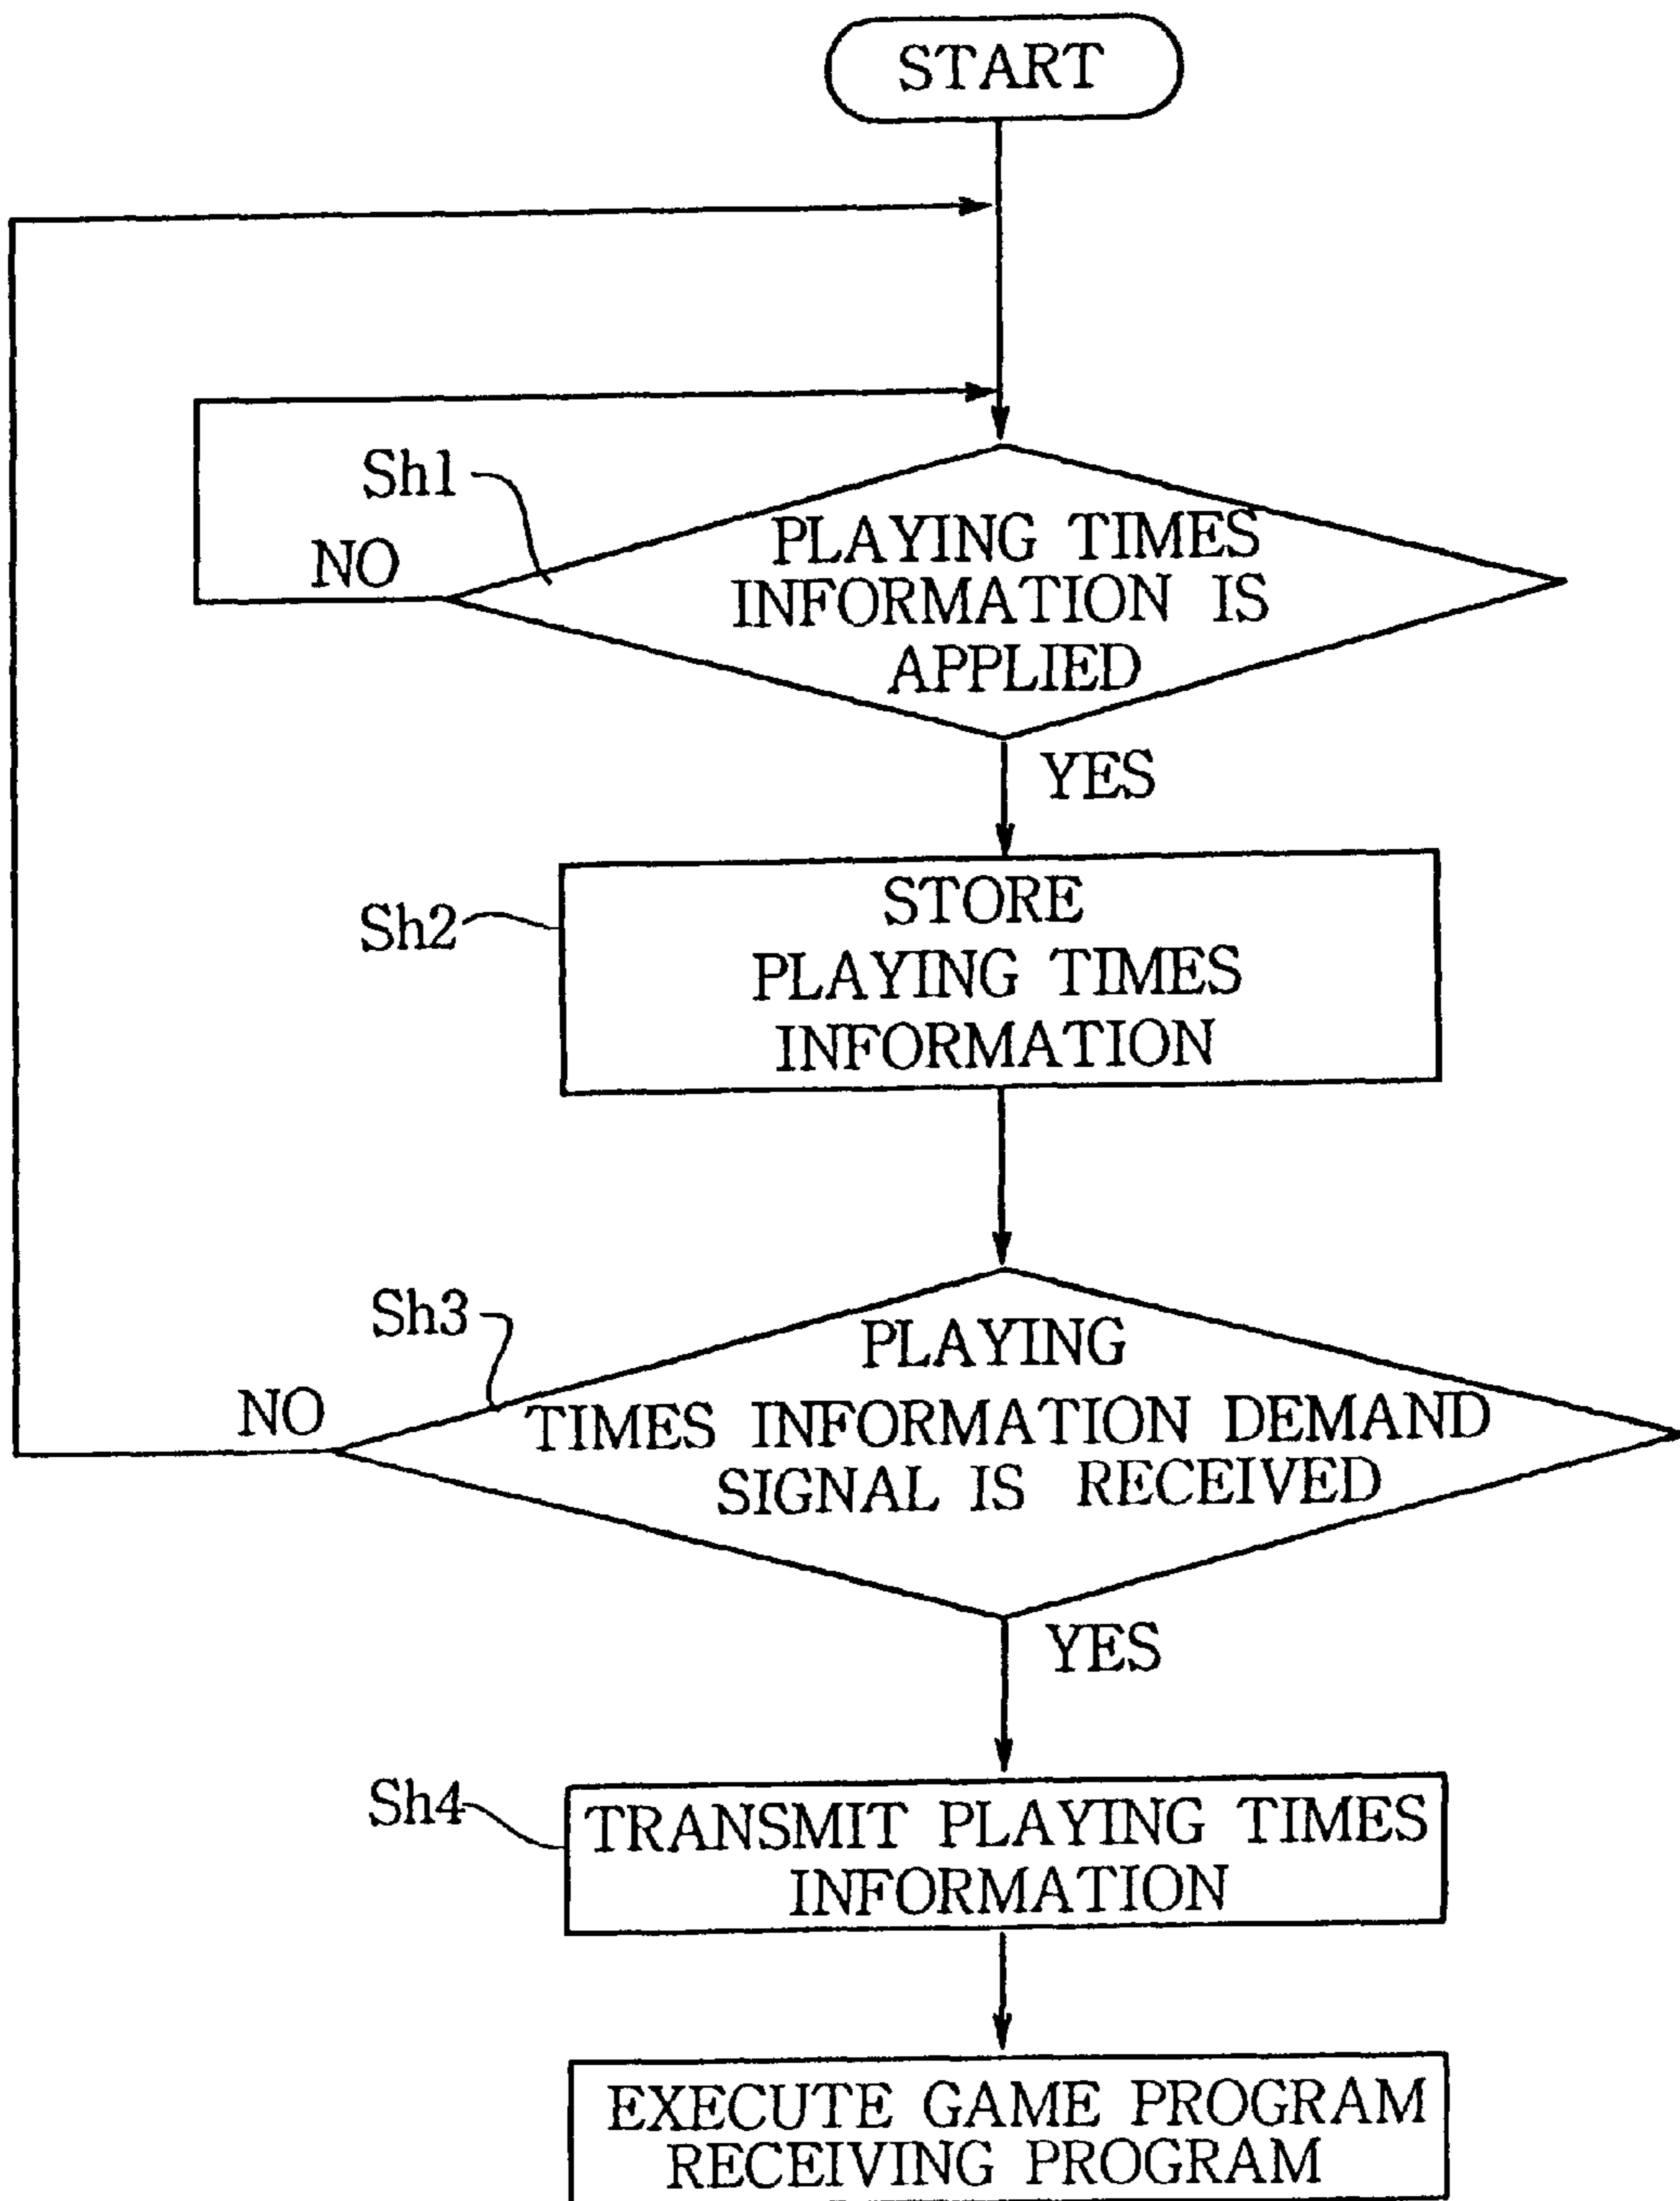 START
Sh1
NO
PLAYING TIMES
INFORMATION IS
APPLIED
YES
Sh2
STORE
PLAYING TIMES
INFORMATION
Sh3
NO
PLAYING
TIMES INFORMATION DEMAND
SIGNAL IS RECEIVED
YES
Sh4
TRANSMIT PLAYING TIMES
INFORMATION
EXECUTE GAME PROGRAM
RECEIVING PROGRAM